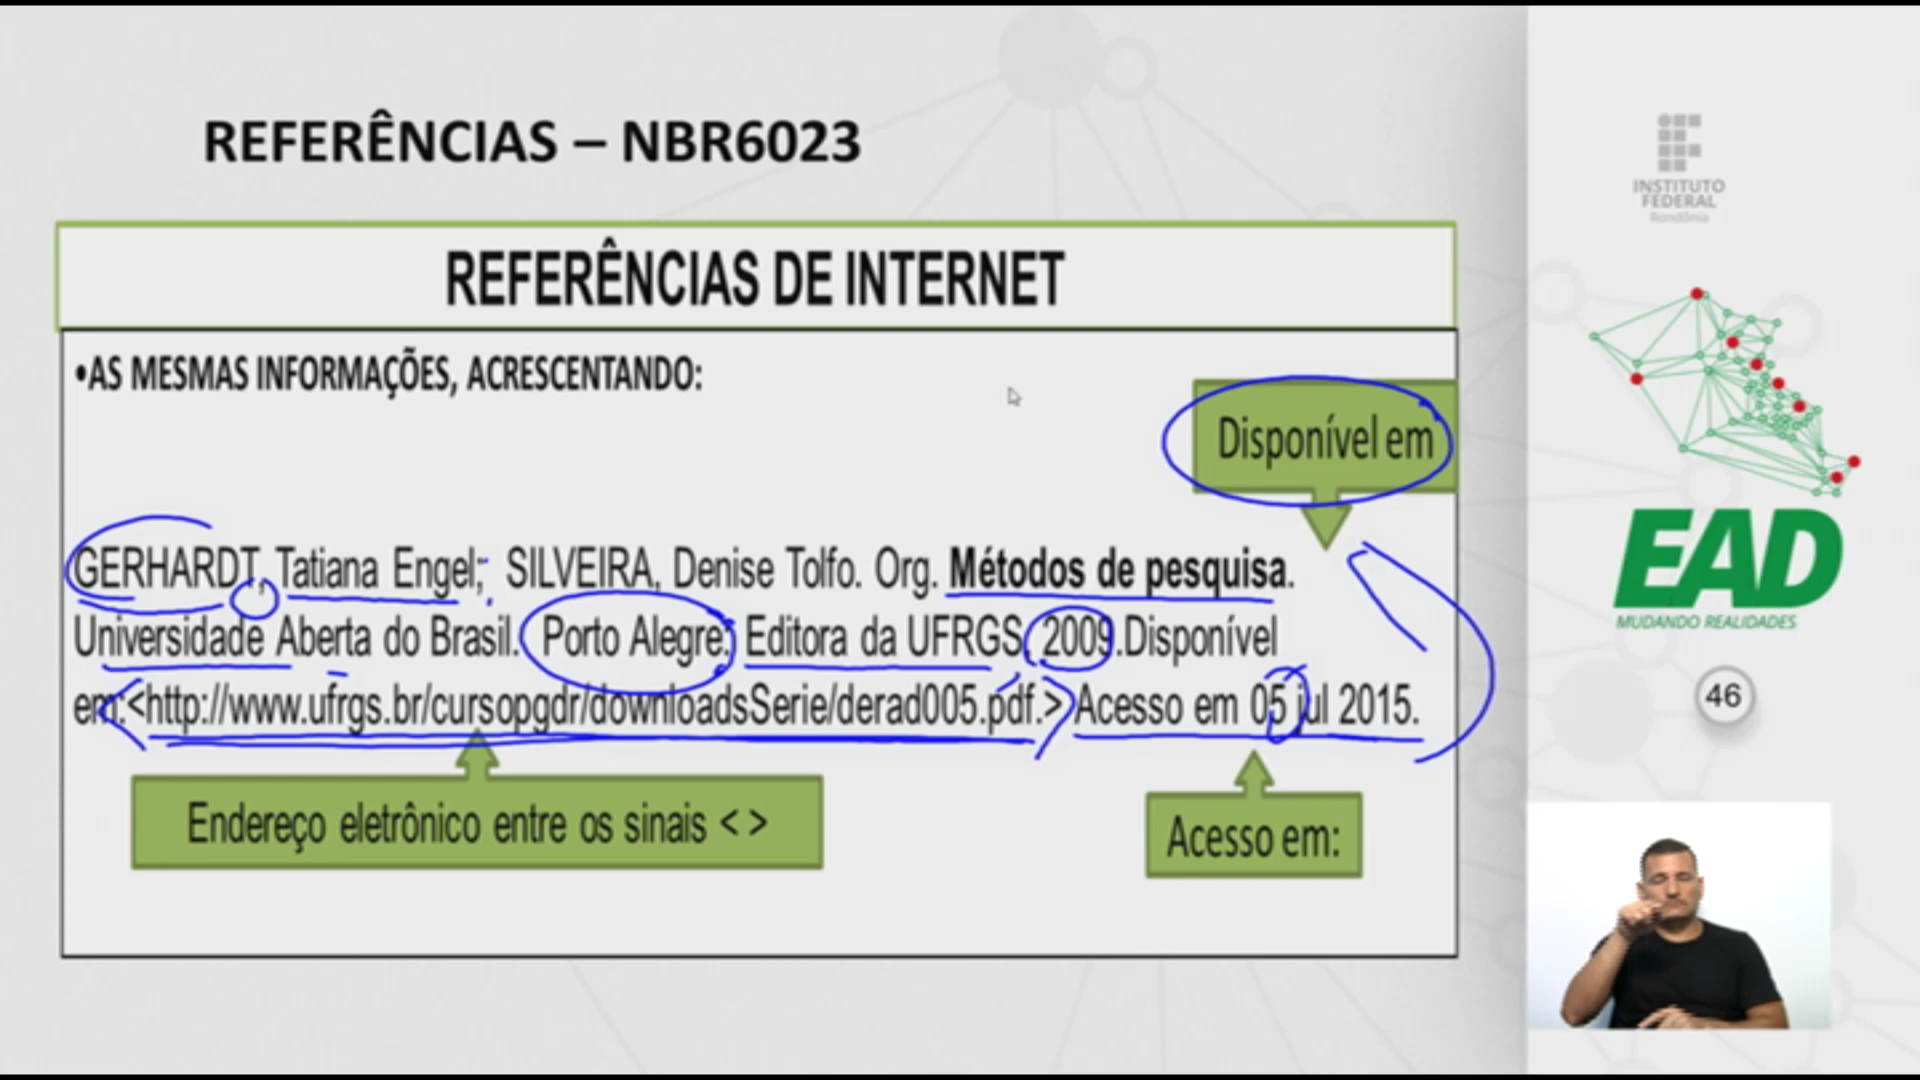 REFERÊNCIAS – NBR6023
INSTITUTO
FEDERAL
Rondônia
REFERÊNCIAS DE INTERNET
•AS MESMAS INFORMAÇÕES, ACRESCENTANDO:
Disponível em
GERHARDT, Tatiana Engel; SILVEIRA, Denise Tolfo. Org. Métodos de pesquisa.
Universidade Aberta do Brasil. Porto Alegre: Editora da UFRGS, 2009.Disponível
em:<http://www.ufrgs.br/cursopgdr/downloadsSerie/derad005.pdf.> Acesso em 05 jul 2015.
Endereço eletrônico entre os sinais < >
Acesso em:
EAD
MUDANDO REALIDADES
46